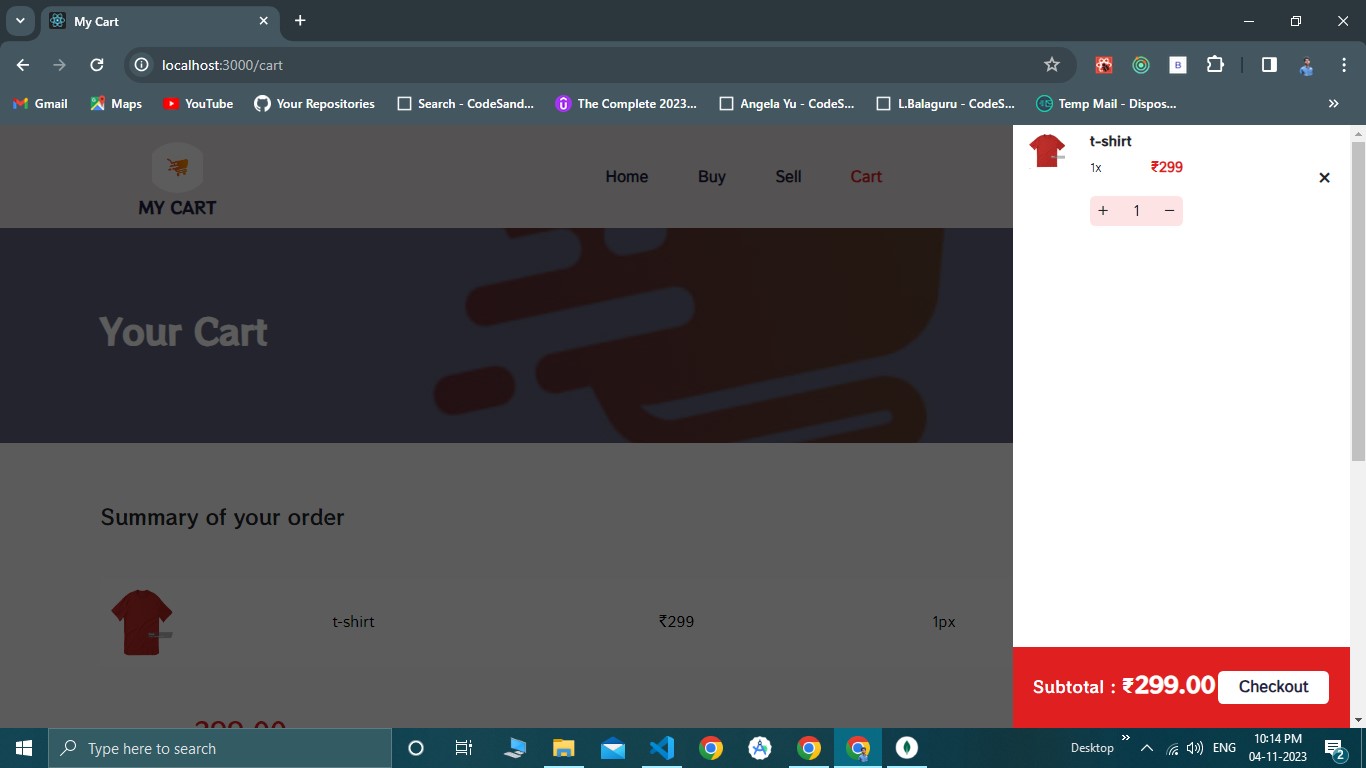 My Cart
localhost:3000/cart
Gmail
Maps
YouTube
Your Repositories
Search - CodeSand...
The Complete 2023...
Angela Yu - CodeS...
L.Balaguru - CodeS...
Temp Mail - Dispos...
MY CART
Home
Buy
Sell
Cart
t-shirt
1x ₹299
+ 1 −
Your Cart
Summary of your order
t-shirt ₹299 1px
299.00
Subtotal : ₹299.00 Checkout
Type here to search
Desktop
ENG
10:14 PM
04-11-2023
2